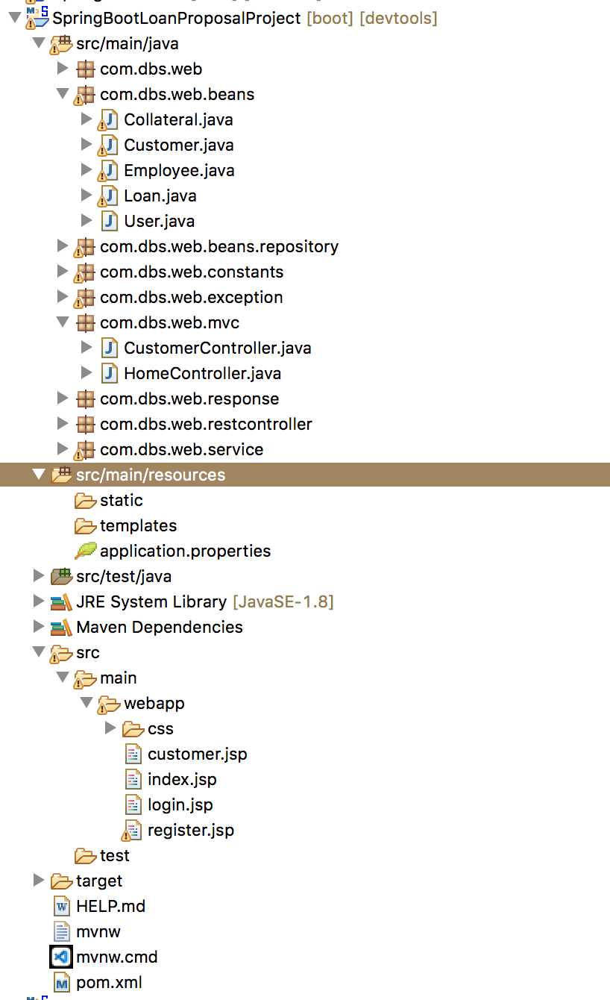 SpringBootLoanProposalProject [boot] [devtools]
src/main/java
com.dbs.web
com.dbs.web.beans
Collateral.java
Customer.java
Employee.java
Loan.java
User.java
com.dbs.web.beans.repository
com.dbs.web.constants
com.dbs.web.exception
com.dbs.web.mvc
CustomerController.java
HomeController.java
com.dbs.web.response
com.dbs.web.restcontroller
com.dbs.web.service
src/main/resources
static
templates
application.properties
src/test/java
JRE System Library [JavaSE-1.8]
Maven Dependencies
src
main
webapp
css
customer.jsp
index.jsp
login.jsp
register.jsp
test
target
HELP.md
mvnw
mvnw.cmd
pom.xml